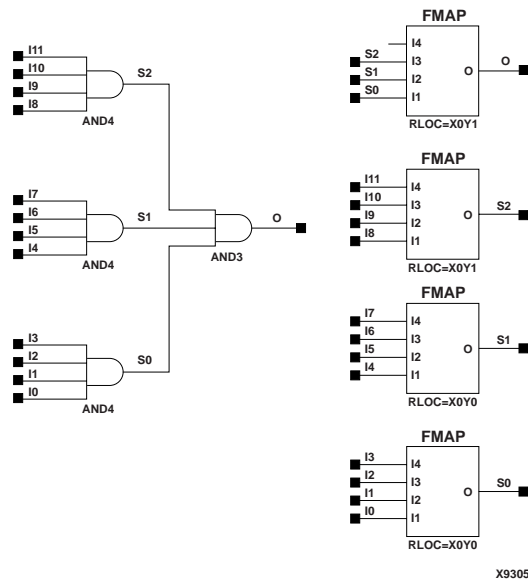 I11
I10
I9
I8
AND4
S2
I7
I6
I5
I4
AND4
S1
I3
I2
I1
I0
AND4
S0
AND3
O
FMAP
I4
S2 I3
S1 I2
S0 I1
O O
RLOC=X0Y1
FMAP
I11 I4
I10 I3
I9 I2
I8 I1
O S2
RLOC=X0Y1
FMAP
I7 I4
I6 I3
I5 I2
I4 I1
O S1
RLOC=X0Y0
FMAP
I3 I4
I2 I3
I1 I2
I0 I1
O S0
RLOC=X0Y0
X9305